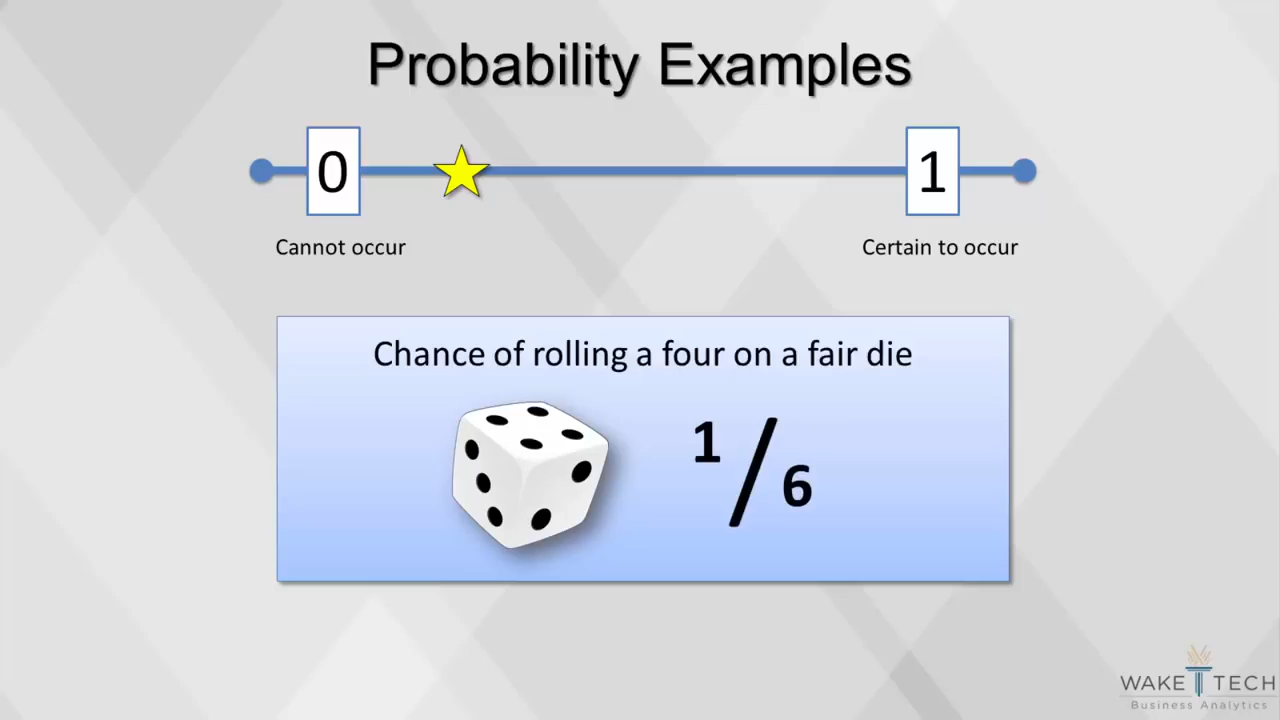 Probability Examples
0
1
Cannot occur
Certain to occur
Chance of rolling a four on a fair die
1/6
WAKE TECH
Business Analytics